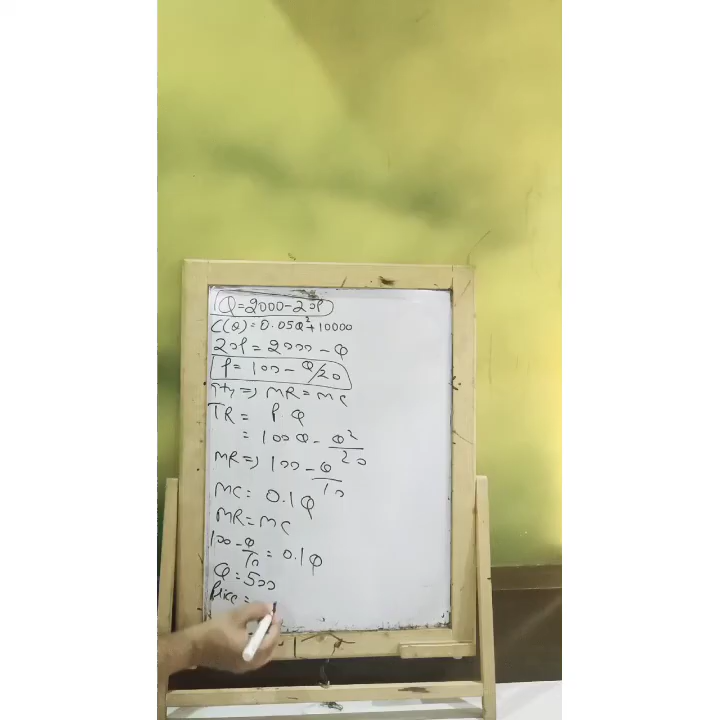 Q=2000-20P
C(Q)=0.05Q²+10000
20P=2000-Q
P=100-Q/20
=> MR=MC
TR= P.Q
= 100Q-Q²/20
MR=> 100-Q/10
MC= 0.1Q
MR=MC
100-Q/10=0.1Q
Q=500
Price=